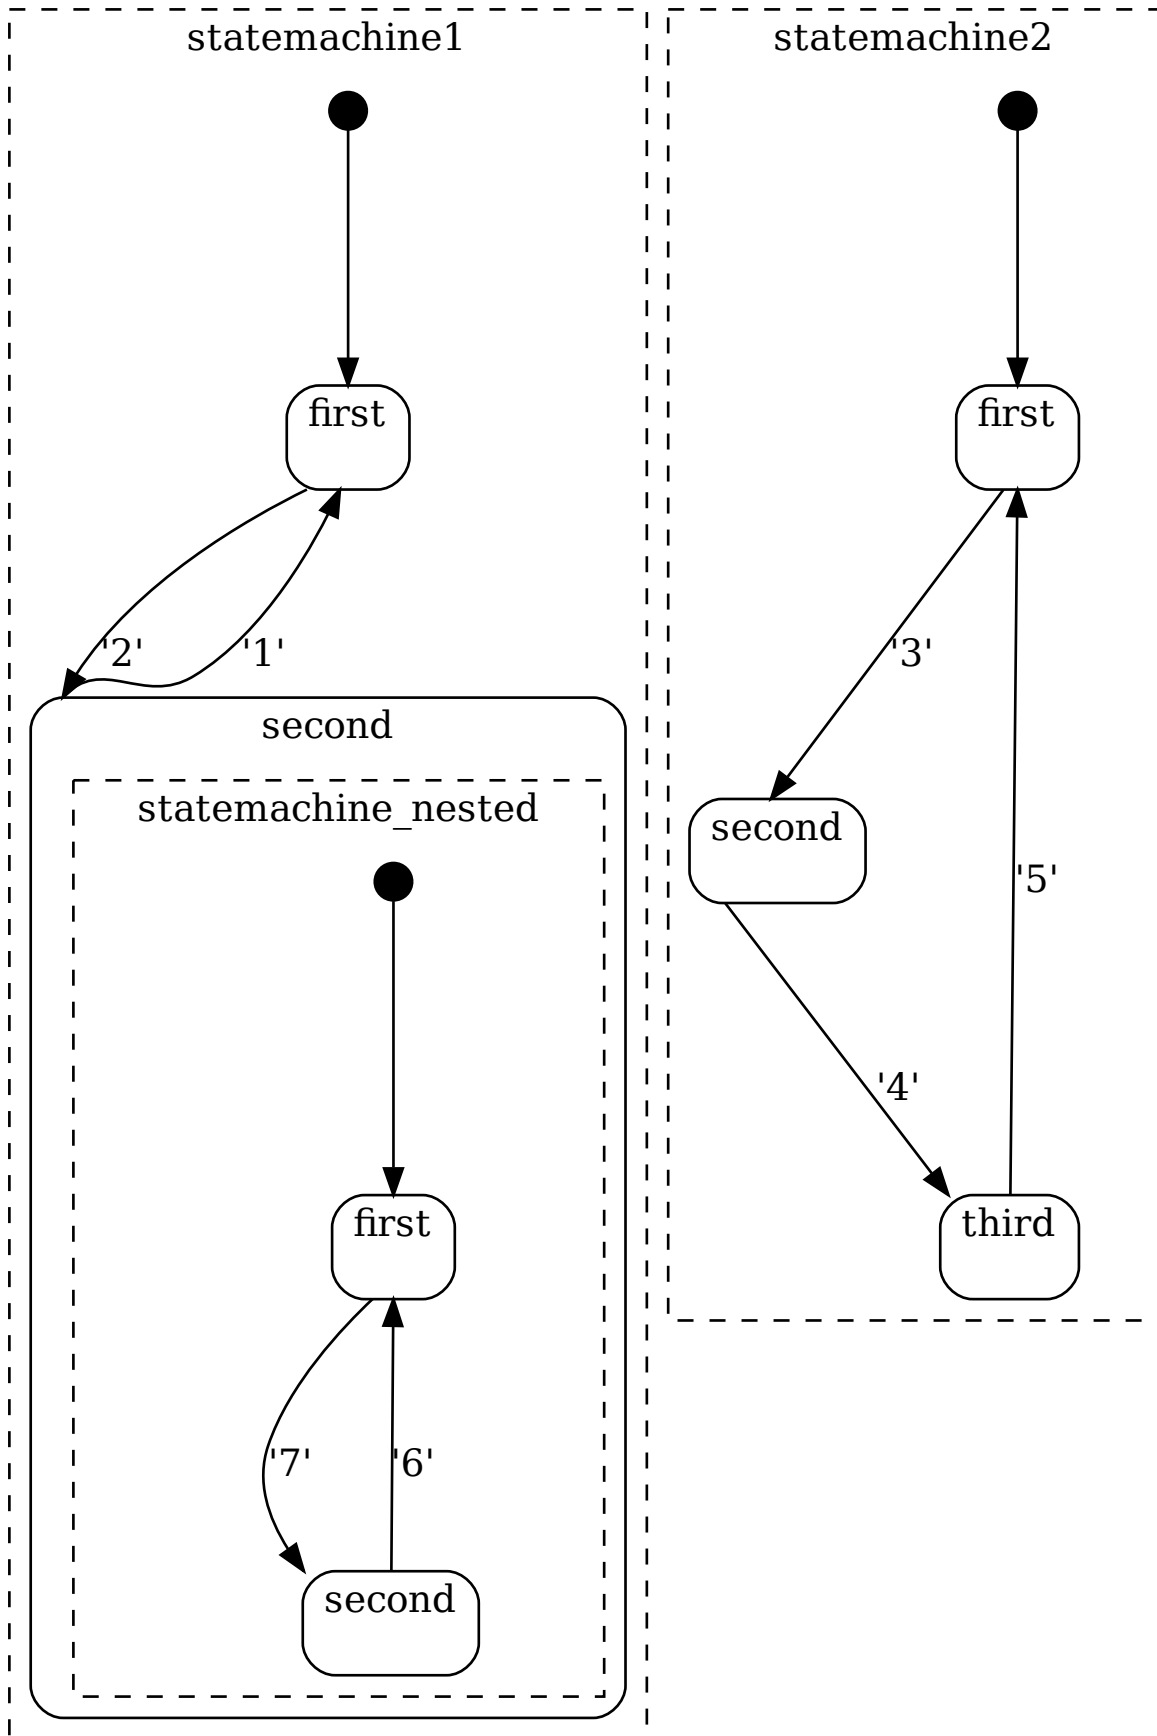 statemachine1
first
'2'
'1'
second
statemachine_nested
first
'7'
'6'
second
statemachine2
first
'3'
second
'5'
'4'
third